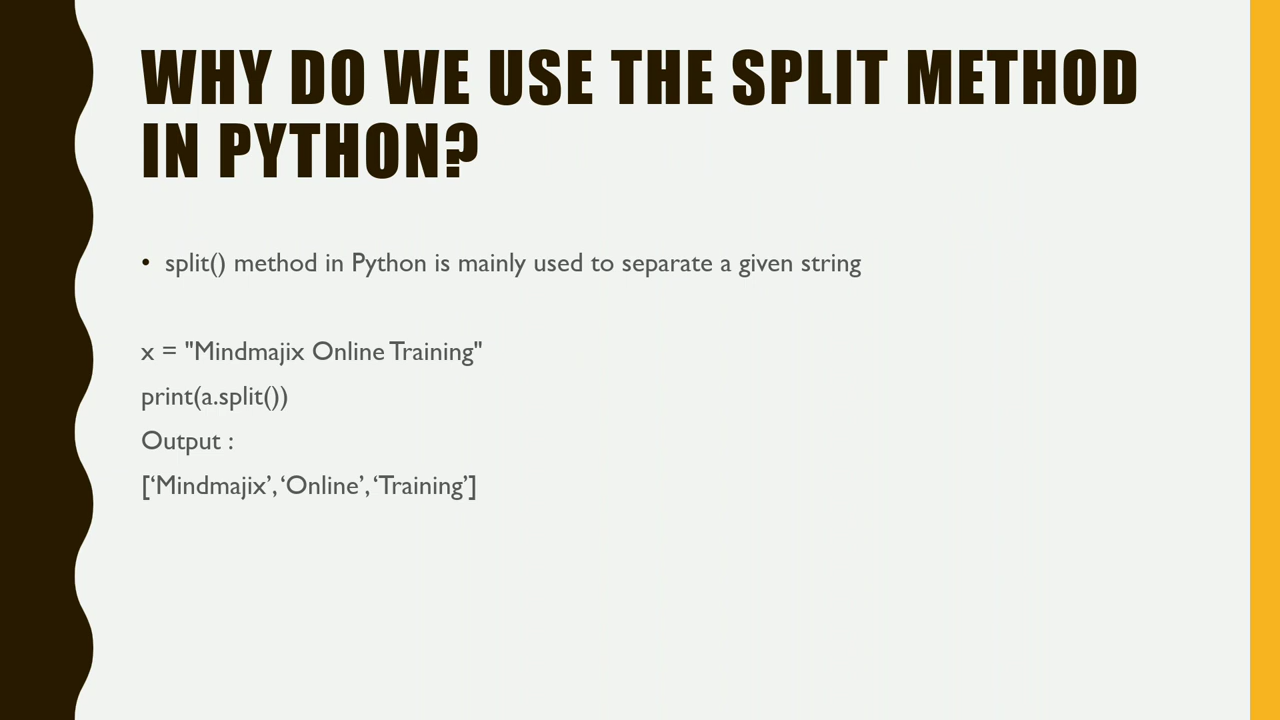 WHY DO WE USE THE SPLIT METHOD
IN PYTHON?
• split() method in Python is mainly used to separate a given string
x = "Mindmajix Online Training"
print(a.split())
Output :
[‘Mindmajix’, ‘Online’, ‘Training’]